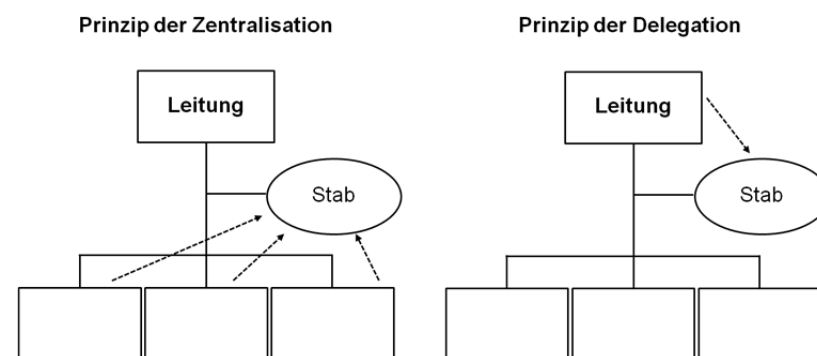 Prinzip der Zentralisation
Prinzip der Delegation
Leitung
Leitung
Stab
Stab